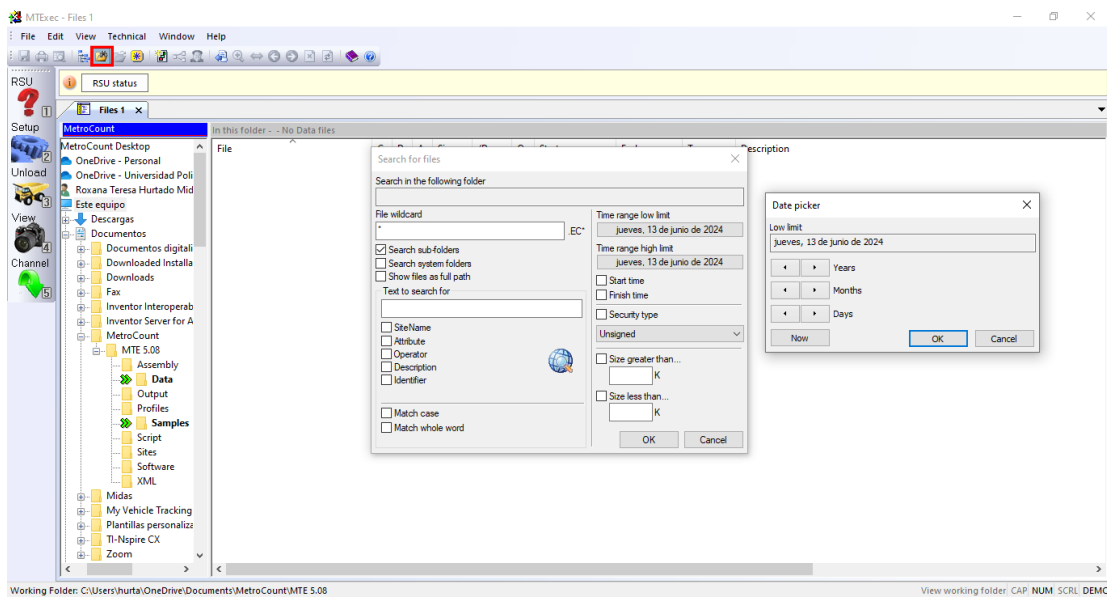 MTExec - Files 1
File Edit View Technical Window Help
RSU
RSU status
1
Files 1
Setup
MetroCount
In this folder - - No Data files
2
MetroCount Desktop
File
Description
OneDrive - Personal
Unload
OneDrive - Universidad Poli
Roxana Teresa Hurtado Mid
3
Este equipo
View
Descargas
Documentos
4
Documentos digitali
Channel
Downloaded Installa
Downloads
5
Fax
Inventor Interoperab
Inventor Server for A
MetroCount
MTE 5.08
Assembly
Data
Output
Profiles
Samples
Script
Sites
Software
XML
Midas
My Vehicle Tracking
Plantillas personaliza
TI-Nspire CX
Zoom
Search for files
Search in the following folder
File wildcard
*
.EC*
Search sub-folders
Search system folders
Show files as full path
Text to search for
SiteName
Attribute
Operator
Description
Identifier
Match case
Match whole word
Time range low limit
jueves, 13 de junio de 2024
Time range high limit
jueves, 13 de junio de 2024
Start time
Finish time
Security type
Unsigned
Size greater than...
K
Size less than...
K
OK Cancel
Date picker
Low limit
jueves, 13 de junio de 2024
Years
Months
Days
Now OK Cancel
Working Folder: C:\Users\hurta\OneDrive\Documents\MetroCount\MTE 5.08
View working folder CAP NUM SCRL DEMO